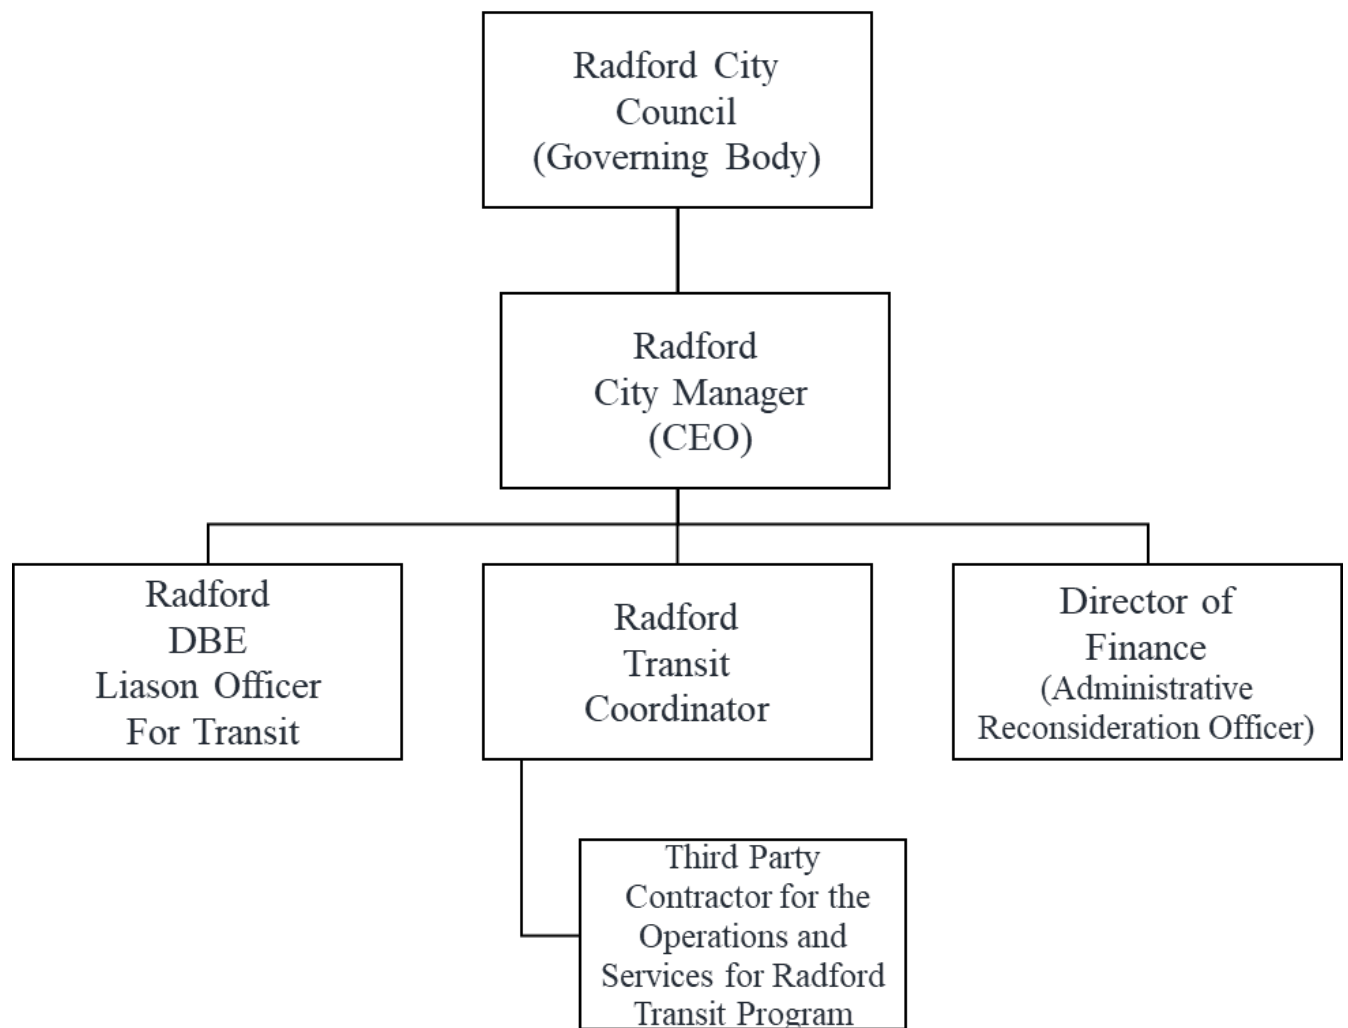 Radford City
Council
(Governing Body)
Radford
City Manager
(CEO)
Radford
DBE
Liason Officer
For Transit
Radford
Transit
Coordinator
Director of
Finance
(Administrative
Reconsideration Officer)
Third Party
Contractor for the
Operations and
Services for Radford
Transit Program